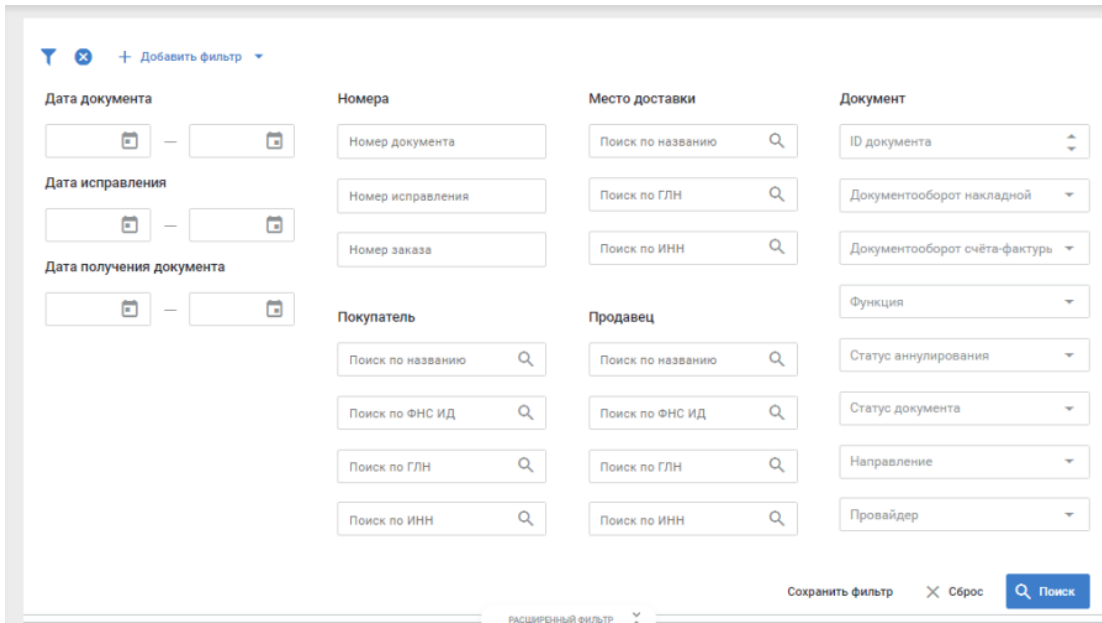 Добавить фильтр
Дата документа
Дата исправления
Дата получения документа
Номера
Номер документа
Номер исправления
Номер заказа
Место доставки
Поиск по названию
Поиск по ГЛН
Поиск по ИНН
Покупатель
Поиск по названию
Поиск по ФНС ИД
Поиск по ГЛН
Поиск по ИНН
Продавец
Поиск по названию
Поиск по ФНС ИД
Поиск по ГЛН
Поиск по ИНН
Документ
ID документа
Документооборот накладной
Документооборот счёта-фактурь
Функция
Статус аннулирования
Статус документа
Направление
Провайдер
Сохранить фильтр
Сброс
Поиск
РАСШИРЕННЫЙ ФИЛЬТР